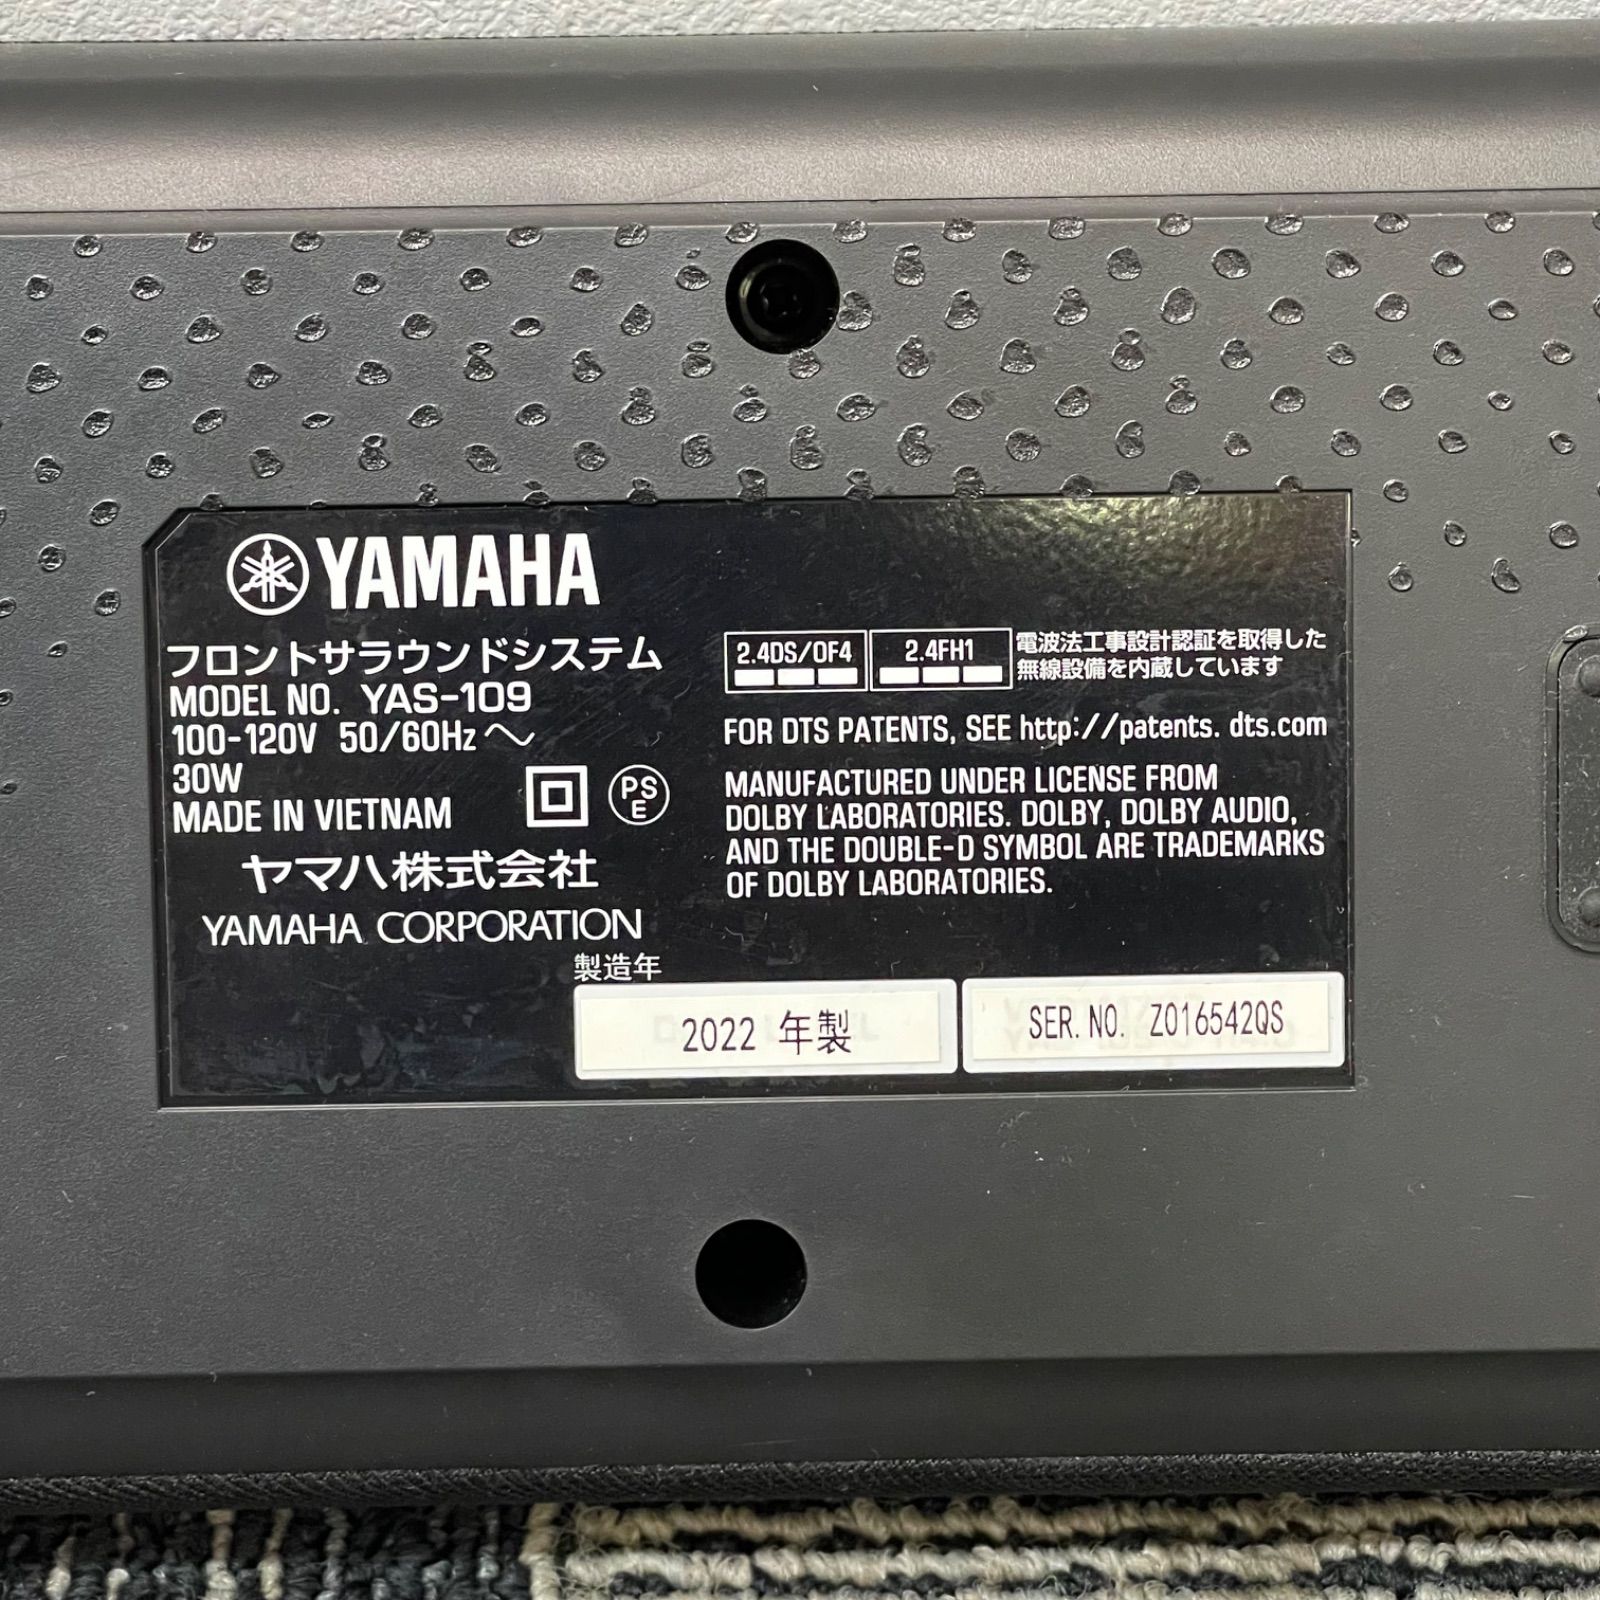 YAMAHA
フロントサラウンドシステム
MODEL NO. YAS-109
100-120V 50/60Hz ～
30W
MADE IN VIETNAM
PS
E
ヤマハ株式会社
YAMAHA CORPORATION
2.4DS/OF4
2.4FH1
電波法工事設計認証を取得した
無線設備を内蔵しています
FOR DTS PATENTS, SEE http://patents. dts.com
MANUFACTURED UNDER LICENSE FROM
DOLBY LABORATORIES. DOLBY, DOLBY AUDIO,
AND THE DOUBLE-D SYMBOL ARE TRADEMARKS
OF DOLBY LABORATORIES.
製造年
2022 年製
SER. NO. Z016542QS